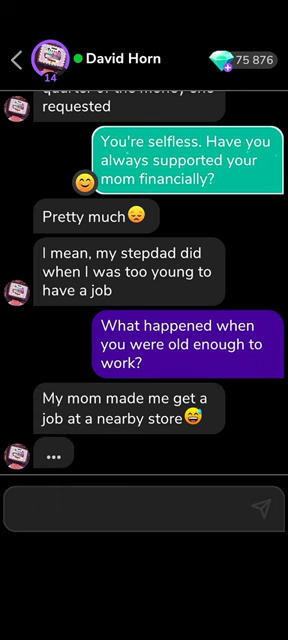 David Horn
75 876
14
quarter of the money she
requested
You're selfless. Have you
always supported your
mom financially?
Pretty much😞
I mean, my stepdad did
when I was too young to
have a job
What happened when
you were old enough to
work?
My mom made me get a
job at a nearby store😅
...